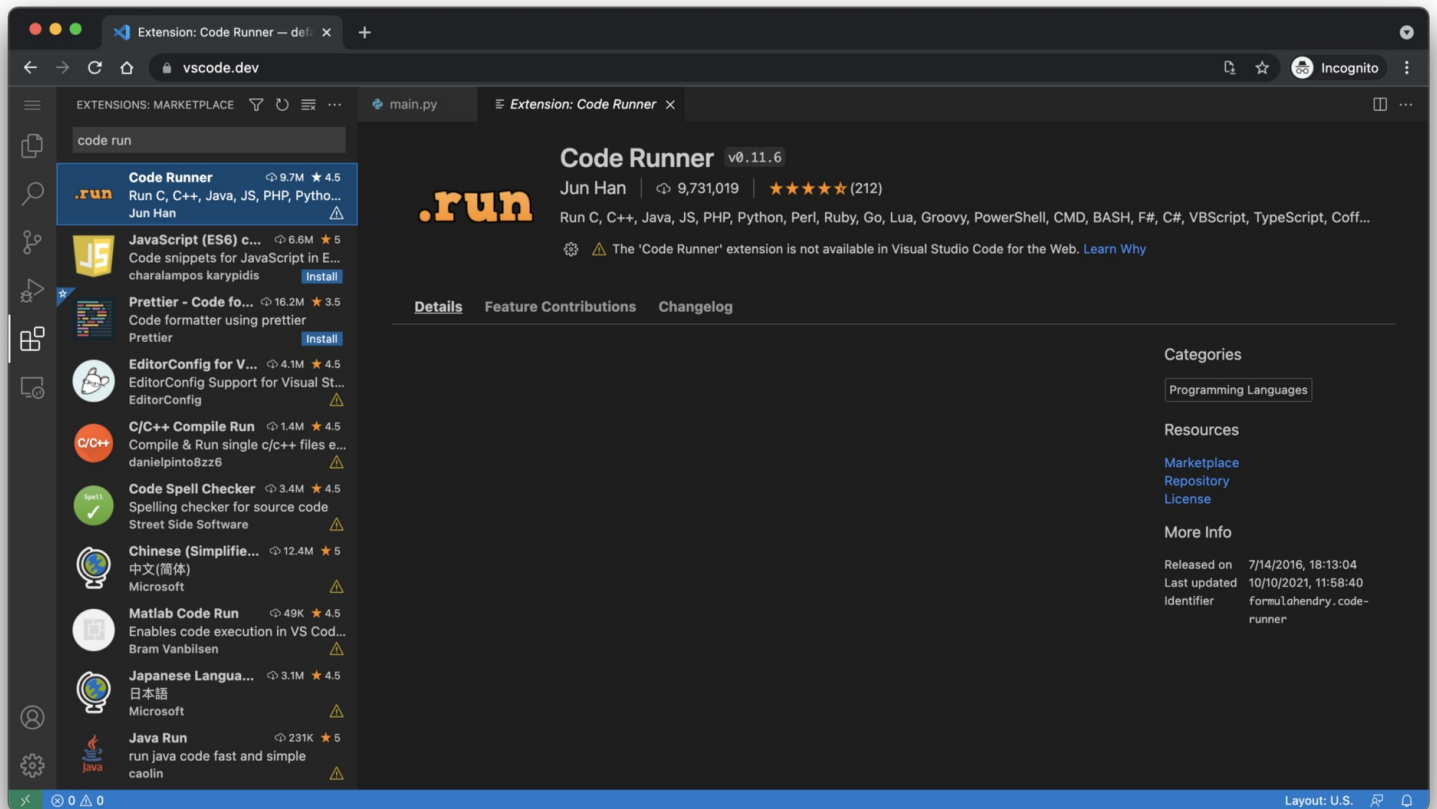 Extension: Code Runner — def
vscode.dev
Incognito
EXTENSIONS: MARKETPLACE
main.py
Extension: Code Runner
code run
.run
Code Runner 9.7M ★ 4.5
Run C, C++, Java, JS, PHP, Pytho...
Jun Han
JS
JavaScript (ES6) c... 6.6M ★ 5
Code snippets for JavaScript in E...
charalampos karypidis Install
Prettier - Code fo... 16.2M ★ 3.5
Code formatter using prettier
Prettier Install
EditorConfig for V... 4.1M ★ 4.5
EditorConfig Support for Visual St...
EditorConfig
C/C++
C/C++ Compile Run 1.4M ★ 4.5
Compile & Run single c/c++ files e...
danielpinto8zz6
Spell
Code Spell Checker 3.4M ★ 4.5
Spelling checker for source code
Street Side Software
Chinese (Simplifie... 12.4M ★ 5
中文(简体)
Microsoft
Matlab Code Run 49K ★ 4.5
Enables code execution in VS Cod...
Bram Vanbilsen
Japanese Langua... 3.1M ★ 4.5
日本語
Microsoft
Java
Java Run 231K ★ 5
run java code fast and simple
caolin
.run
Code Runner v0.11.6
Jun Han 9,731,019 (212)
Run C, C++, Java, JS, PHP, Python, Perl, Ruby, Go, Lua, Groovy, PowerShell, CMD, BASH, F#, C#, VBScript, TypeScript, Coff...
The 'Code Runner' extension is not available in Visual Studio Code for the Web. Learn Why
Details Feature Contributions Changelog
Categories
Programming Languages
Resources
Marketplace
Repository
License
More Info
Released on 7/14/2016, 18:13:04
Last updated 10/10/2021, 11:58:40
Identifier formulahendry.code-
runner
0 0
Layout: U.S.